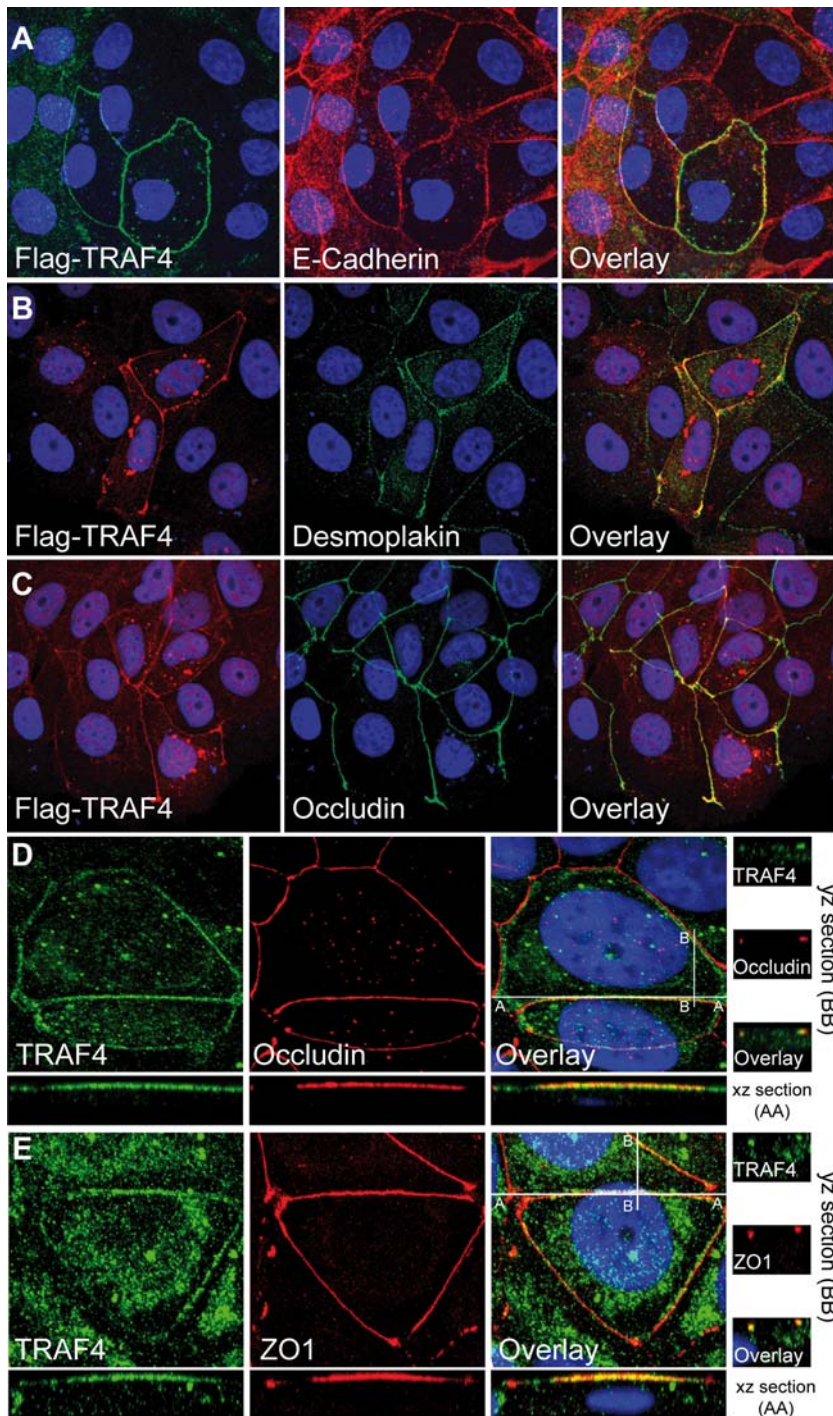 A
Flag-TRAF4
E-Cadherin
Overlay
B
Flag-TRAF4
Desmoplakin
Overlay
C
Flag-TRAF4
Occludin
Overlay
D
TRAF4
Occludin
Overlay
A
B
B
A
TRAF4
Occludin
Overlay
yz section (BB)
xz section
(AA)
E
TRAF4
ZO1
Overlay
A
B
B
A
TRAF4
ZO1
Overlay
yz section (BB)
xz section
(AA)